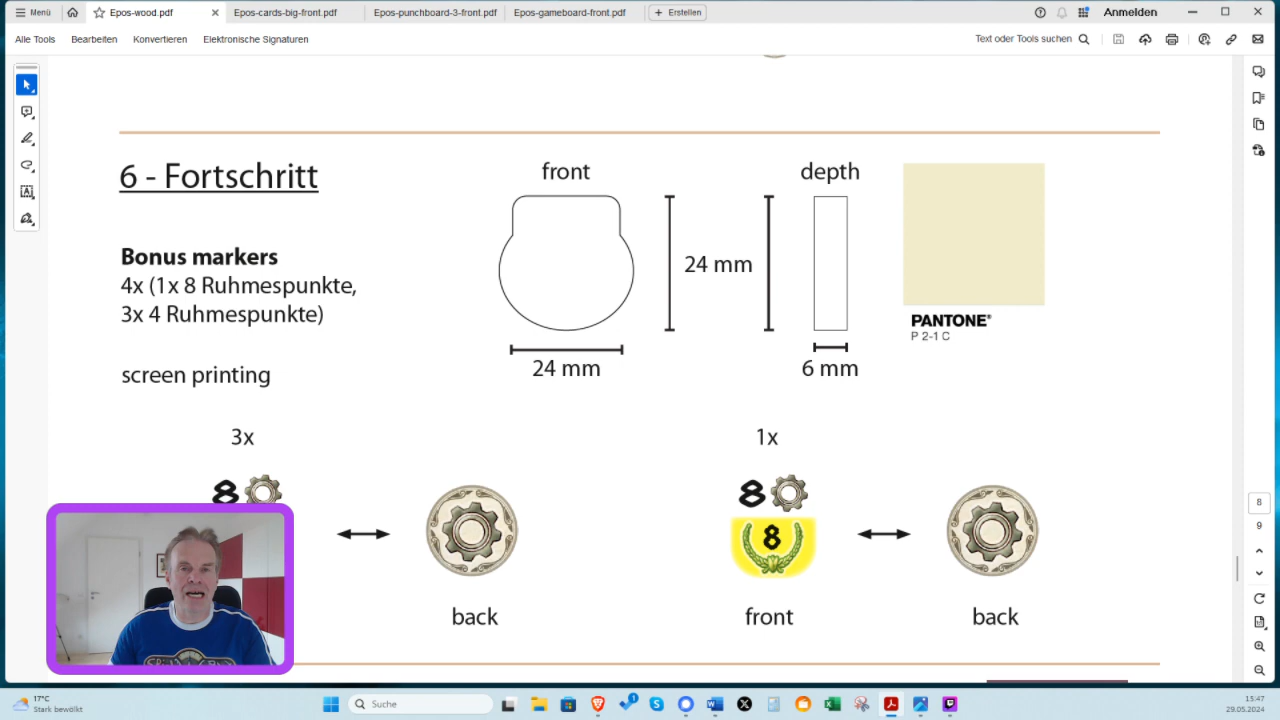 Menü
Epos-wood.pdf
Epos-cards-big-front.pdf
Epos-punchboard-3-front.pdf
Epos-gameboard-front.pdf
Erstellen
Anmelden
Alle Tools
Bearbeiten
Konvertieren
Elektronische Signaturen
Text oder Tools suchen
6 - Fortschritt
front
depth
Bonus markers
4x (1x 8 Ruhmespunkte,
3x 4 Ruhmespunkte)
24 mm
PANTONE®
P 2-1 C
screen printing
24 mm
6 mm
3x
1x
8
8
8
back
front
back
8
9
17°C
Stark bewölkt
Suche
1
15:47
29.05.2024